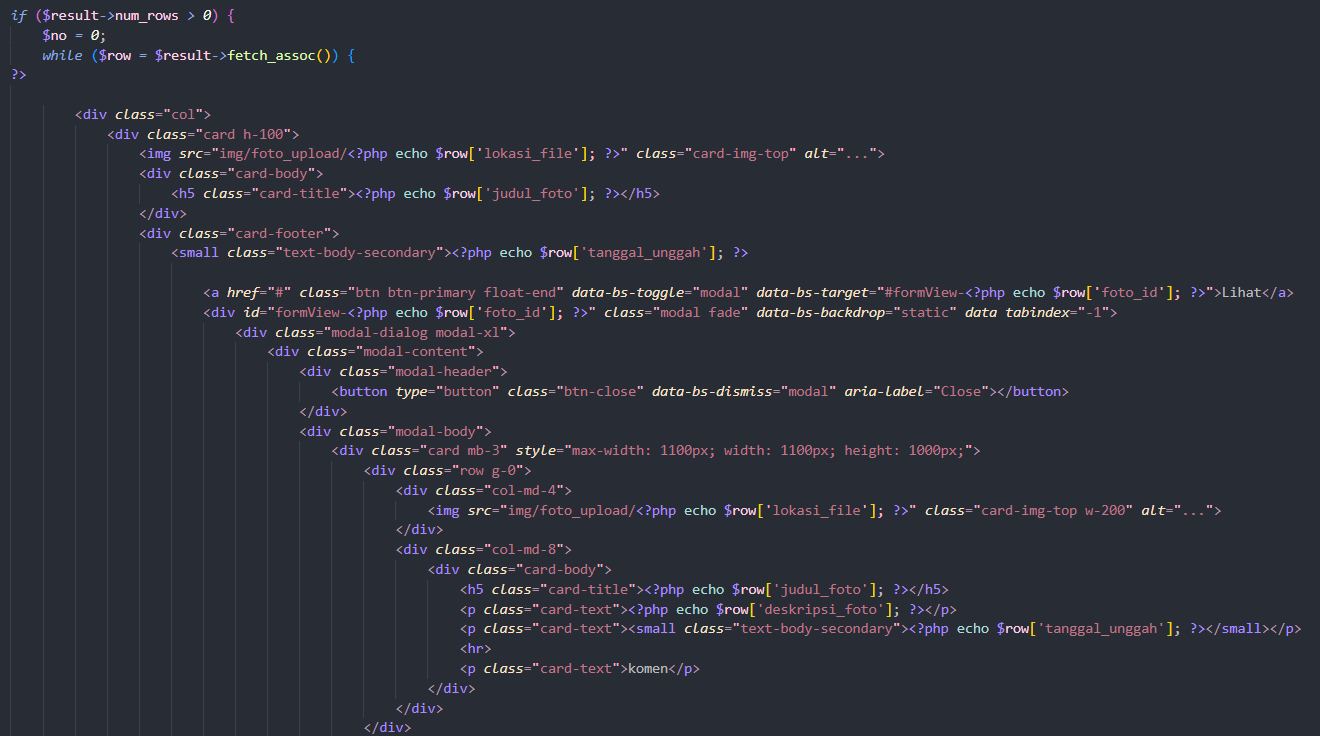 if ($result->num_rows > 0) {
$no = 0;
while ($row = $result->fetch_assoc()) {
?>
<div class="col">
<div class="card h-100">
<img src="img/foto_upload/<?php echo $row['lokasi_file']; ?>" class="card-img-top" alt="...">
<div class="card-body">
<h5 class="card-title"><?php echo $row['judul_foto']; ?></h5>
</div>
<div class="card-footer">
<small class="text-body-secondary"><?php echo $row['tanggal_unggah']; ?>
<a href="#" class="btn btn-primary float-end" data-bs-toggle="modal" data-bs-target="#formView-<?php echo $row['foto_id']; ?>">Lihat</a>
<div id="formView-<?php echo $row['foto_id']; ?>" class="modal fade" data-bs-backdrop="static" data tabindex="-1">
<div class="modal-dialog modal-xl">
<div class="modal-content">
<div class="modal-header">
<button type="button" class="btn-close" data-bs-dismiss="modal" aria-label="Close"></button>
</div>
<div class="modal-body">
<div class="card mb-3" style="max-width: 1100px; width: 1100px; height: 1000px;">
<div class="row g-0">
<div class="col-md-4">
<img src="img/foto_upload/<?php echo $row['lokasi_file']; ?>" class="card-img-top w-200" alt="...">
</div>
<div class="col-md-8">
<div class="card-body">
<h5 class="card-title"><?php echo $row['judul_foto']; ?></h5>
<p class="card-text"><?php echo $row['deskripsi_foto']; ?></p>
<p class="card-text"><small class="text-body-secondary"><?php echo $row['tanggal_unggah']; ?></small></p>
<hr>
<p class="card-text">komen</p>
</div>
</div>
</div>